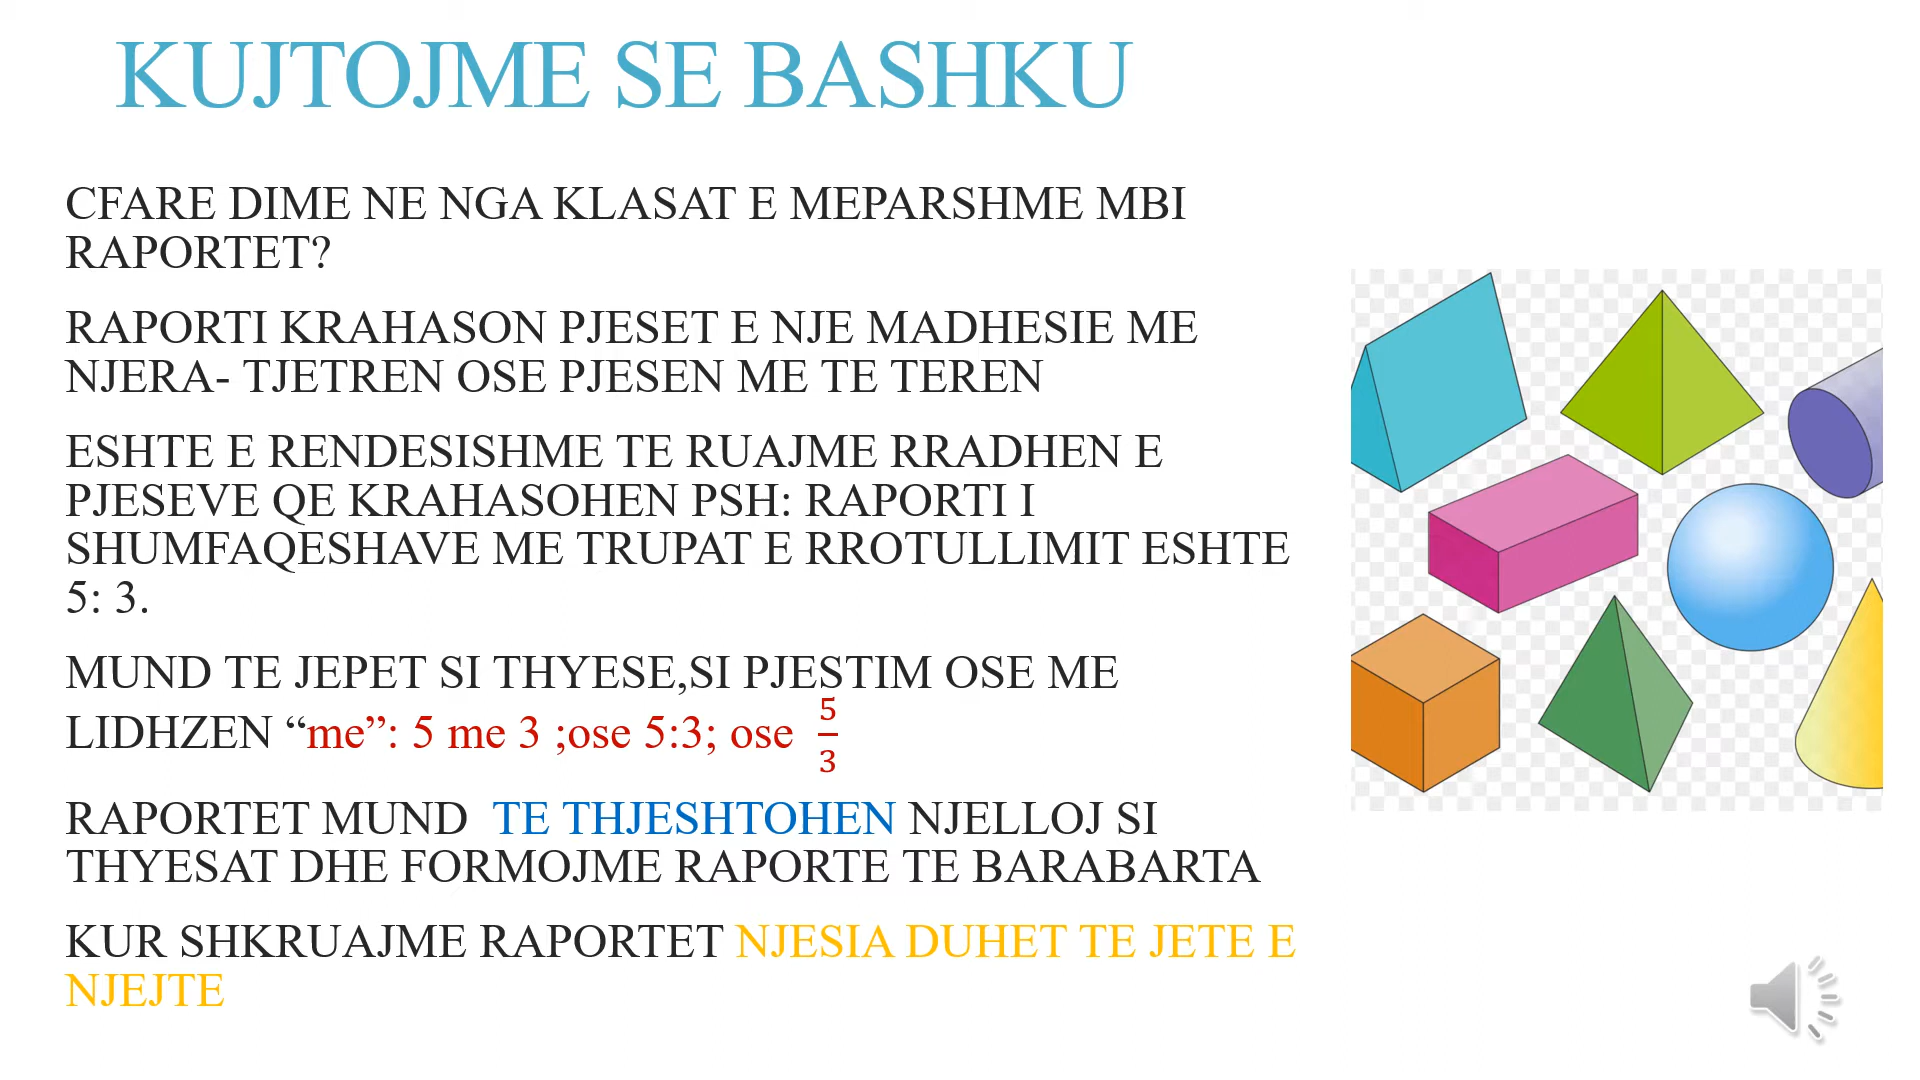 KUJTOJME SE BASHKU
CFARE DIME NE NGA KLASAT E MEPARSHME MBI
RAPORTET?
RAPORTI KRAHASON PJESET E NJE MADHESIE ME
NJERA- TJETREN OSE PJESEN ME TE TEREN
ESHTE E RENDESISHME TE RUAJME RRADHEN E
PJESEVE QE KRAHASOHEN PSH: RAPORTI I
SHUMFAQESHAVE ME TRUPAT E RROTULLIMIT ESHTE
5: 3.
MUND TE JEPET SI THYESE,SI PJESTIM OSE ME
LIDHZEN “me”: 5 me 3 ;ose 5:3; ose 5/3
RAPORTET MUND TE THJESHTOHEN NJELLOJ SI
THYESAT DHE FORMOJME RAPORTE TE BARABARTA
KUR SHKRUAJME RAPORTET NJESIA DUHET TE JETE E
NJEJTE